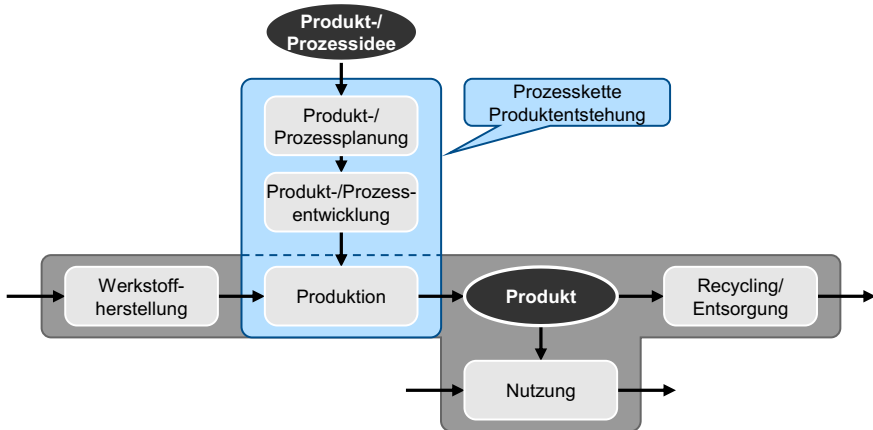 Produkt-/
Prozessidee
Prozesskette
Produktentstehung
Produkt-/
Prozessplanung
Produkt-/Prozess-
entwicklung
Werkstoff-
herstellung
Produktion
Produkt
Recycling/
Entsorgung
Nutzung